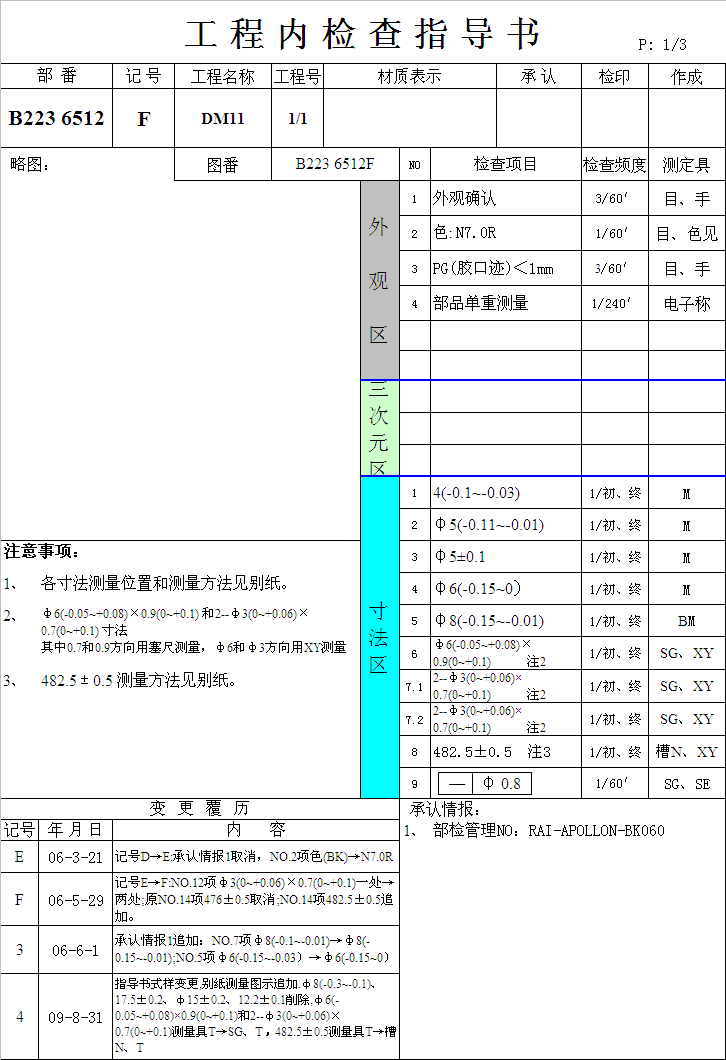 工程内检查指导书
P: 1/3
部 番 记 号 工程名称 工程号 材质表示 承 认 检印 作成
B223 6512 F DM11 1/1
略图: 图番 B223 6512F NO 检查项目 检查频度 测定具
外观区
1 外观确认 3/60′ 目、手
2 色:N7.0R 1/60′ 目、色见
3 PG(胶口迹)＜1mm 3/60′ 目、手
4 部品单重测量 1/240′ 电子称
三次元区
寸法区
1 4(-0.1~-0.03) 1/初、终 M
2 φ5(-0.11~-0.01) 1/初、终 M
3 φ5±0.1 1/初、终 M
4 φ6(-0.15~0） 1/初、终 M
5 φ8(-0.15~-0.01) 1/初、终 BM
6 φ6(-0.05~+0.08)×
0.9(0~+0.1) 注2 1/初、终 SG、XY
7.1 2--φ3(0~+0.06)×
0.7(0~+0.1) 注2 1/初、终 SG、XY
7.2 2--φ3(0~+0.06)×
0.7(0~+0.1) 注2 1/初、终 SG、XY
8 482.5±0.5 注3 1/初、终 槽N、XY
9 — φ 0.8 1/60′ SG、SE
注意事项:
1、 各寸法测量位置和测量方法见别纸。
2、 φ6(-0.05~+0.08)×0.9(0~+0.1) 和2--φ3(0~+0.06)×
0.7(0~+0.1) 寸法
其中0.7和0.9方向用塞尺测量，φ6和φ3方向用XY测量
3、 482.5±0.5 测量方法见别纸。
变 更 覆 历
记号 年 月 日 内 容
E 06-3-21 记号D→E:承认情报1取消，NO.2项色(BK)→N7.0R
F 06-5-29 记号E→F:NO.12项φ3(0~+0.06)×0.7(0~+0.1)一处→
两处;原NO.14项476±0.5取消;NO.14项482.5±0.5追
加。
3 06-6-1 承认情报1追加：NO.7项φ8(-0.1~-0.01)→φ8(-
0.15~-0.01);NO.5项φ6(-0.15~-0.03）→φ6(-0.15~0）
4 09-8-31 指导书式样变更,别纸测量图示追加.φ8(-0.3~-0.1)、
17.5±0.2、φ15±0.2、12.2±0.1削除,φ6(-
0.05~+0.08)×0.9(0~+0.1)和2--φ3(0~+0.06)×
0.7(0~+0.1)测量具T→SG、T，482.5±0.5测量具T→槽
N、T
承认情报:
1、 部检管理NO：RAI-APOLLON-BK060